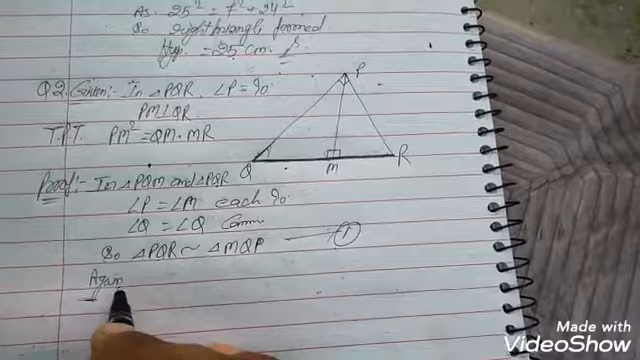 As 25² = 7² + 24²
So right triangle formed
Hyp. = 25 cm.
Q2. Given:- In △PQR, ∠P = 90
PM⊥QR
T.P.T. PM² = QM·MR
P
Q
M
R
Proof:- In △PQM and △PQR
∠P = ∠M each 90
∠Q = ∠Q Comm
So △PQR ~ △MQP ①
Again
Made with
VideoShow